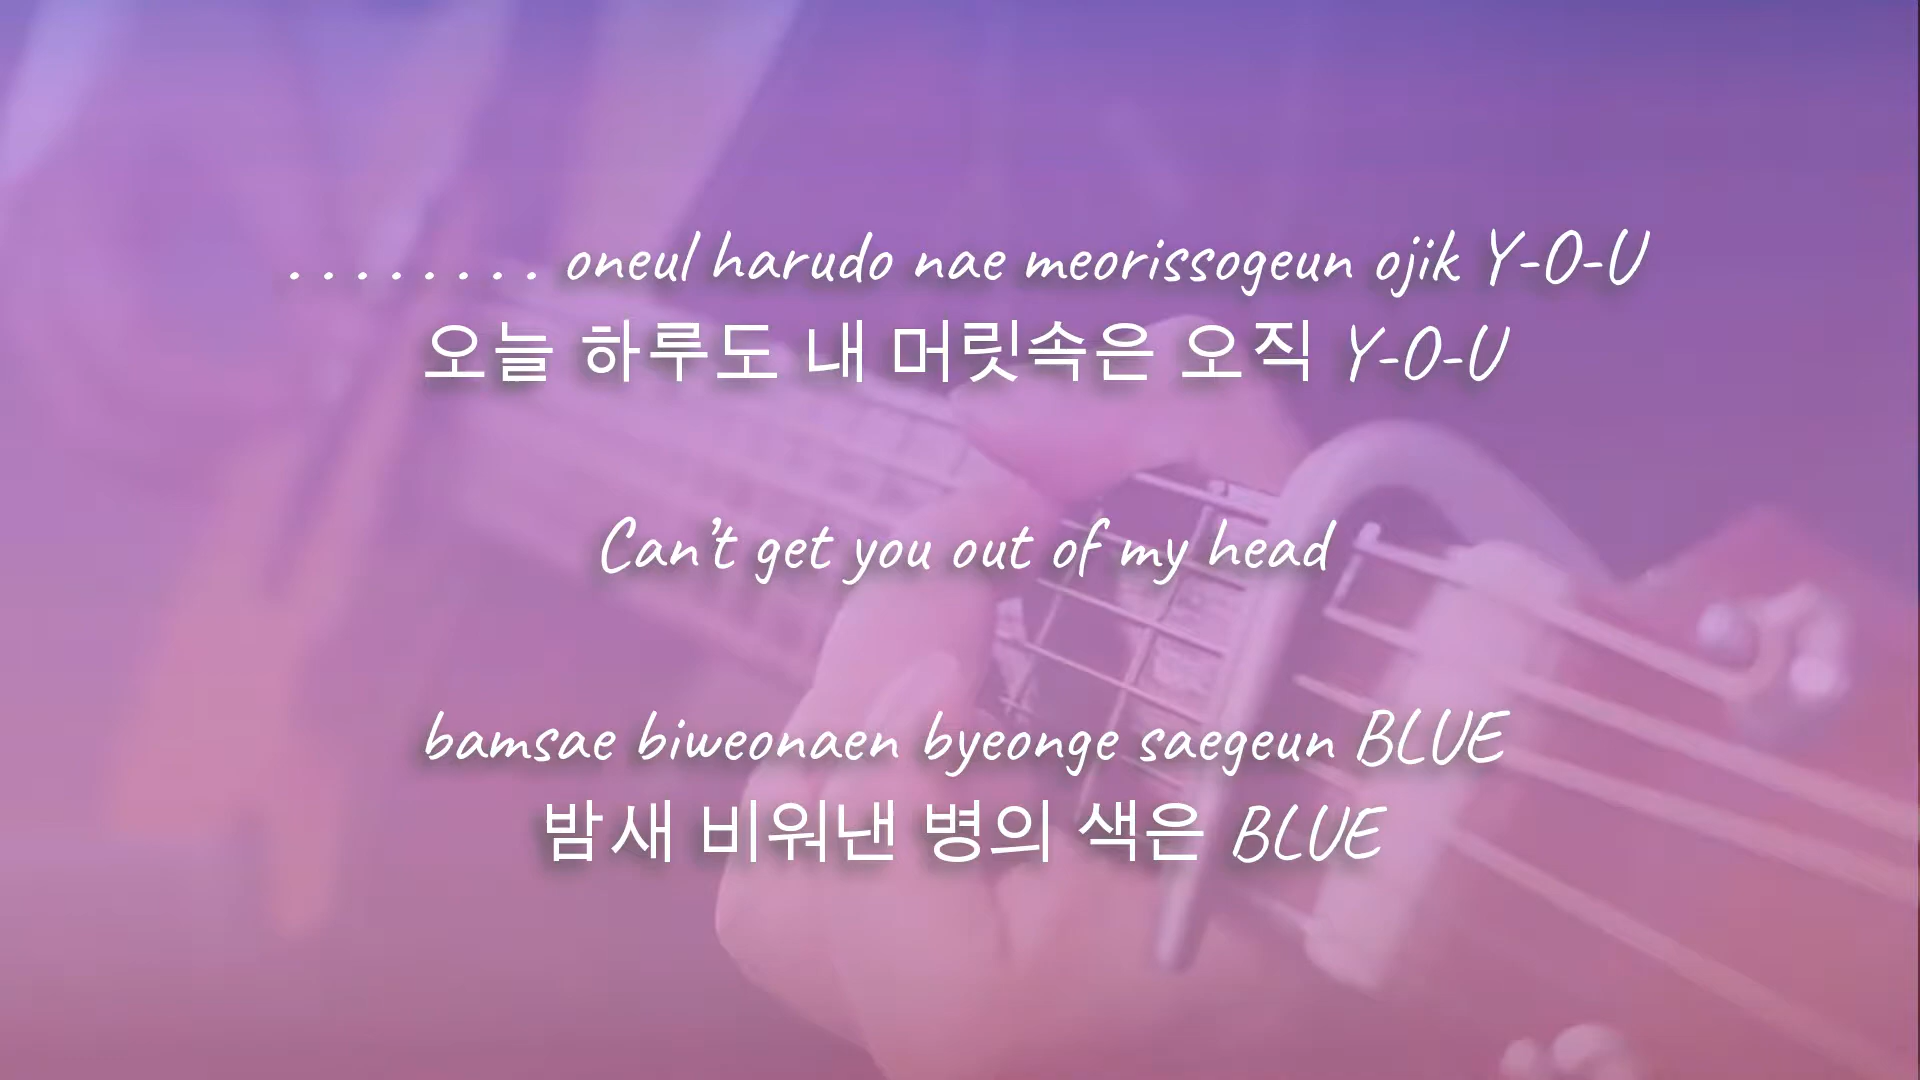 . . . . . . . . oneul harudo nae meorissogeun ojik Y-O-U
오늘 하루도 내 머릿속은 오직 Y-O-U
Can't get you out of my head
bamsae biweonaen byeonge saegeun BLUE
밤새 비워낸 병의 색은 BLUE